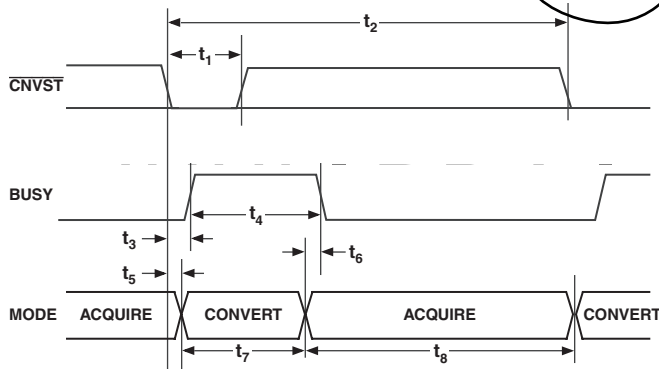 t2
t1
CNVST
BUSY
t4
t3
t6
t5
MODE ACQUIRE CONVERT ACQUIRE CONVERT
t7 t8